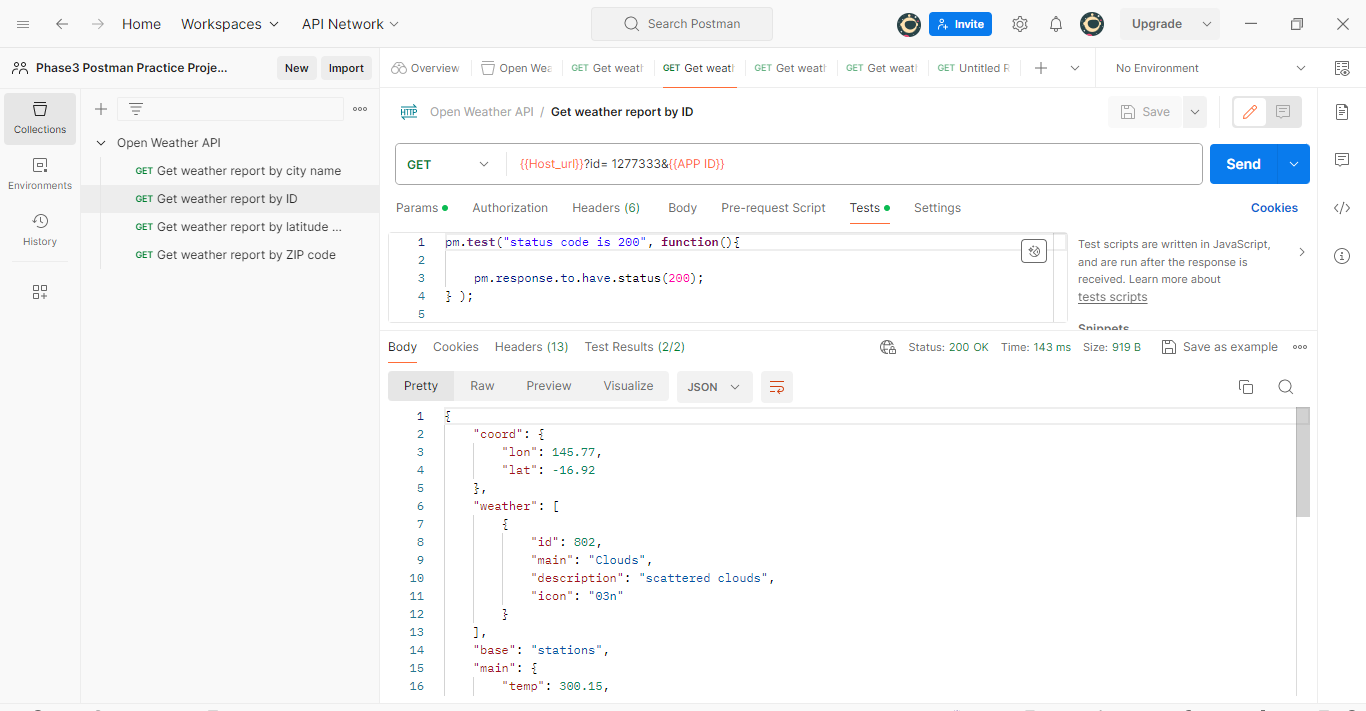 Home Workspaces API Network Search Postman Invite Upgrade
Phase3 Postman Practice Proje... New Import
Overview Open Wea GET Get weat GET Get weat GET Get weat GET Get weat GET Untitled R No Environment
Collections
Environments
History
Open Weather API
GET Get weather report by city name
GET Get weather report by ID
GET Get weather report by latitude ...
GET Get weather report by ZIP code
HTTP Open Weather API / Get weather report by ID Save
GET {{Host_url}}?id= 1277333&{{APP ID}} Send
Params Authorization Headers (6) Body Pre-request Script Tests Settings Cookies
1 pm.test("status code is 200", function(){
2
3 pm.response.to.have.status(200);
4 } );
5
Test scripts are written in JavaScript,
and are run after the response is
received. Learn more about
tests scripts
Snippets
Body Cookies Headers (13) Test Results (2/2) Status: 200 OK Time: 143 ms Size: 919 B Save as example
Pretty Raw Preview Visualize JSON
1 {
2 "coord": {
3 "lon": 145.77,
4 "lat": -16.92
5 },
6 "weather": [
7 {
8 "id": 802,
9 "main": "Clouds",
10 "description": "scattered clouds",
11 "icon": "03n"
12 }
13 ],
14 "base": "stations",
15 "main": {
16 "temp": 300.15,